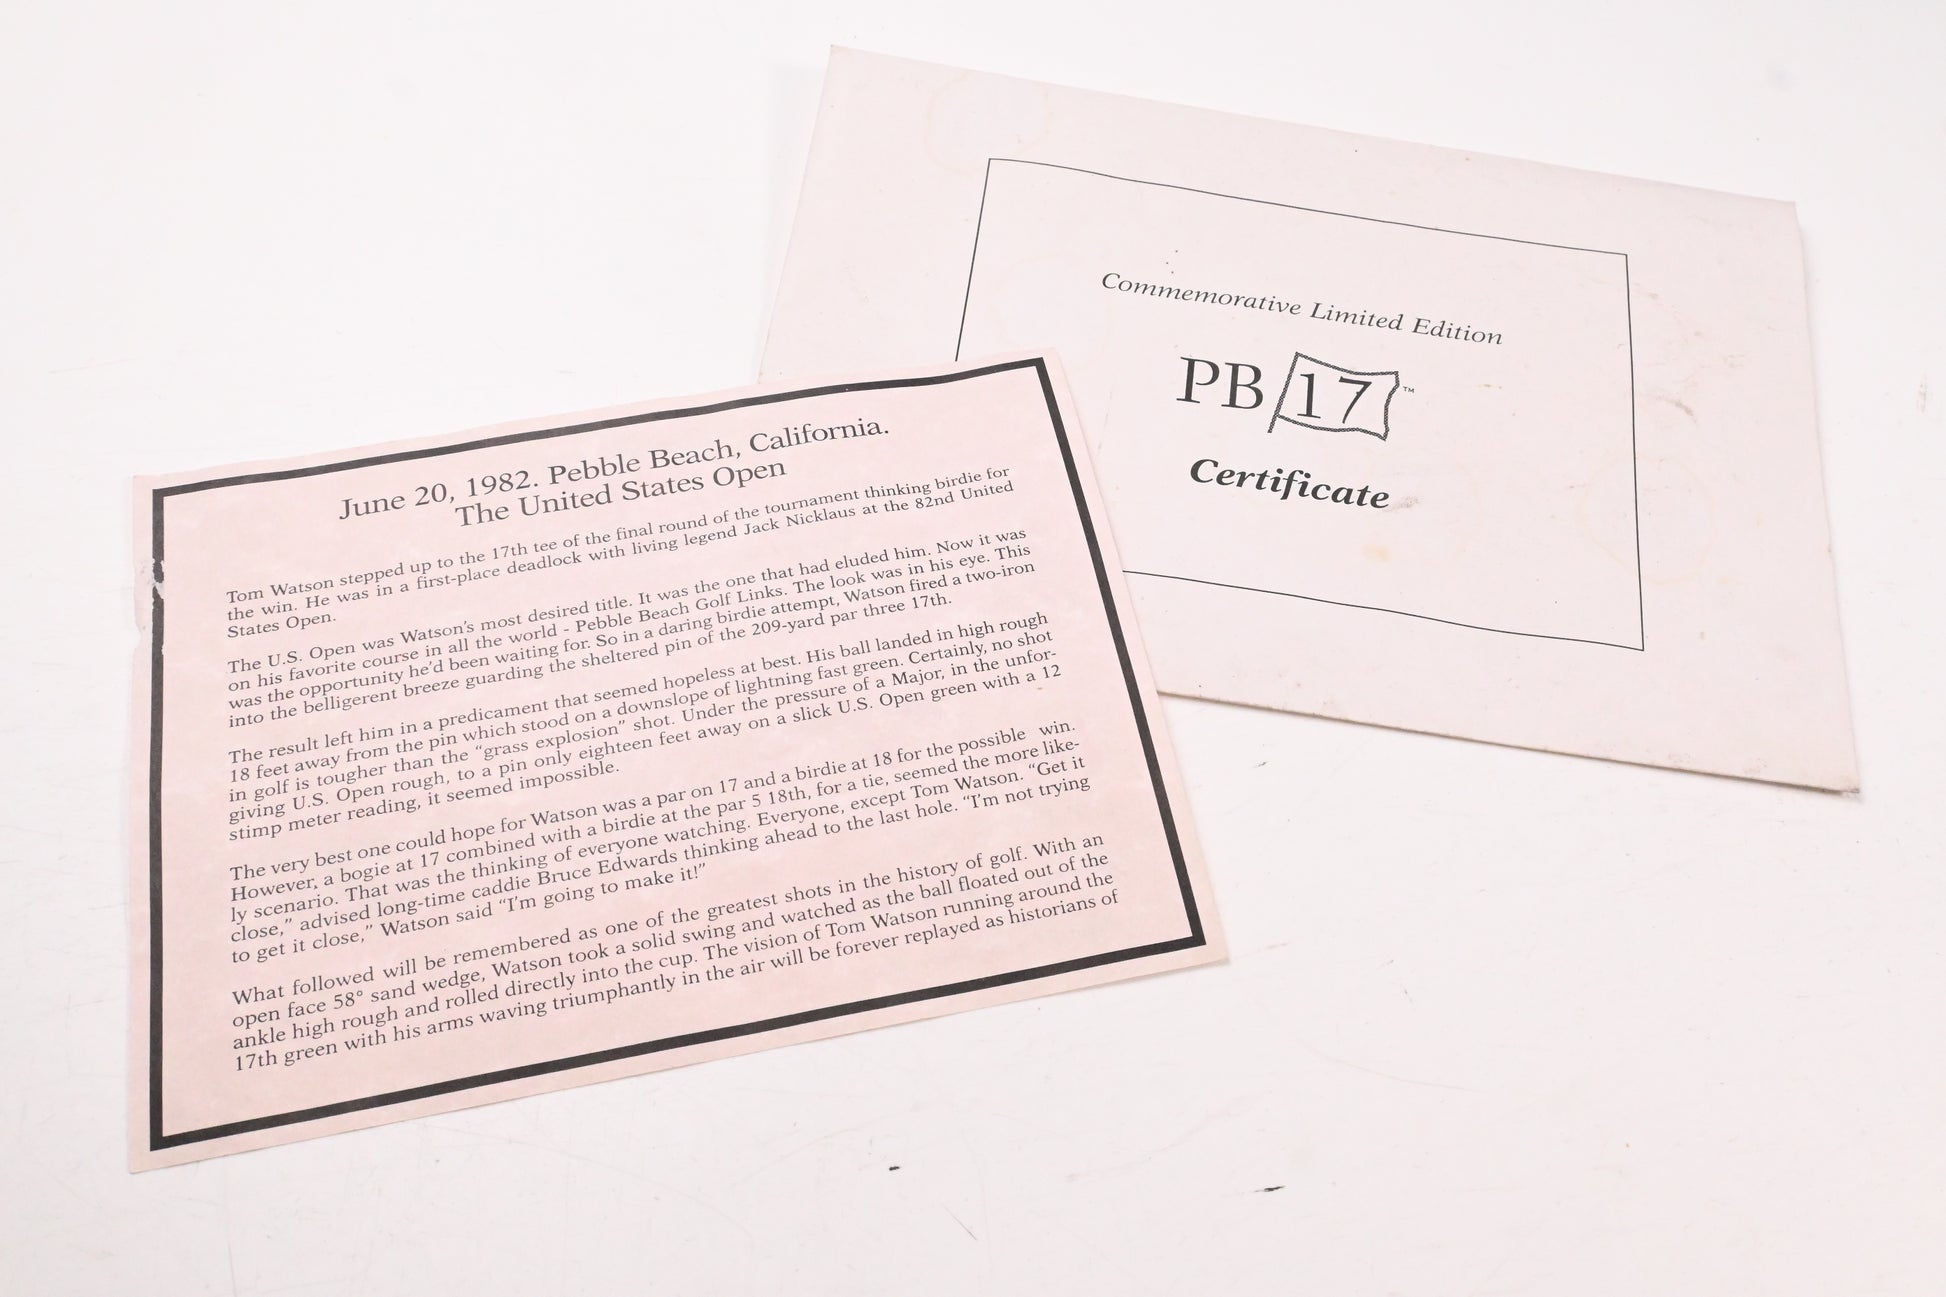 Commemorative Limited Edition
PB 17™
Certificate
June 20, 1982. Pebble Beach, California.
The United States Open
Tom Watson stepped up to the 17th tee of the final round of the tournament thinking birdie for
the win. He was in a first-place deadlock with living legend Jack Nicklaus at the 82nd United
States Open.
The U.S. Open was Watson's most desired title. It was the one that had eluded him. Now it was
on his favorite course in all the world - Pebble Beach Golf Links. The look was in his eye. This
was the opportunity he'd been waiting for. So in a daring birdie attempt, Watson fired a two-iron
into the belligerent breeze guarding the sheltered pin of the 209-yard par three 17th.
The result left him in a predicament that seemed hopeless at best. His ball landed in high rough
18 feet away from the pin which stood on a downslope of lightning fast green. Certainly, no shot
in golf is tougher than the “grass explosion” shot. Under the pressure of a Major, in the unfor-
giving U.S. Open rough, to a pin only eighteen feet away on a slick U.S. Open green with a 12
stimp meter reading, it seemed impossible.
The very best one could hope for Watson was a par on 17 and a birdie at 18 for the possible win.
However, a bogie at 17 combined with a birdie at the par 5 18th, for a tie, seemed the more like-
ly scenario. That was the thinking of everyone watching. Everyone, except Tom Watson. “Get it
close,” advised long-time caddie Bruce Edwards thinking ahead to the last hole. “I'm not trying
to get it close,” Watson said “I'm going to make it!”
What followed will be remembered as one of the greatest shots in the history of golf. With an
open face 58° sand wedge, Watson took a solid swing and watched as the ball floated out of the
ankle high rough and rolled directly into the cup. The vision of Tom Watson running around the
17th green with his arms waving triumphantly in the air will be forever replayed as historians of